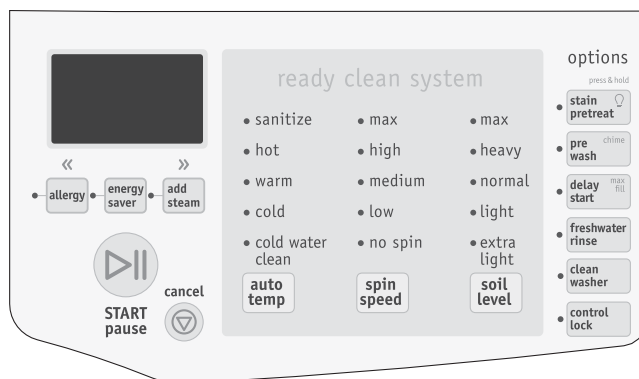 options
press & hold
ready clean system
• sanitize
• hot
• warm
• cold
• cold water
clean
• max
• high
• medium
• low
• no spin
• max
• heavy
• normal
• light
• extra
light
auto
temp
spin
speed
soil
level
«
»
allergy
energy
saver
add
steam
START
pause
cancel
stain
pretreat
pre
wash
chime
delay
start
max
fill
freshwater
rinse
clean
washer
control
lock